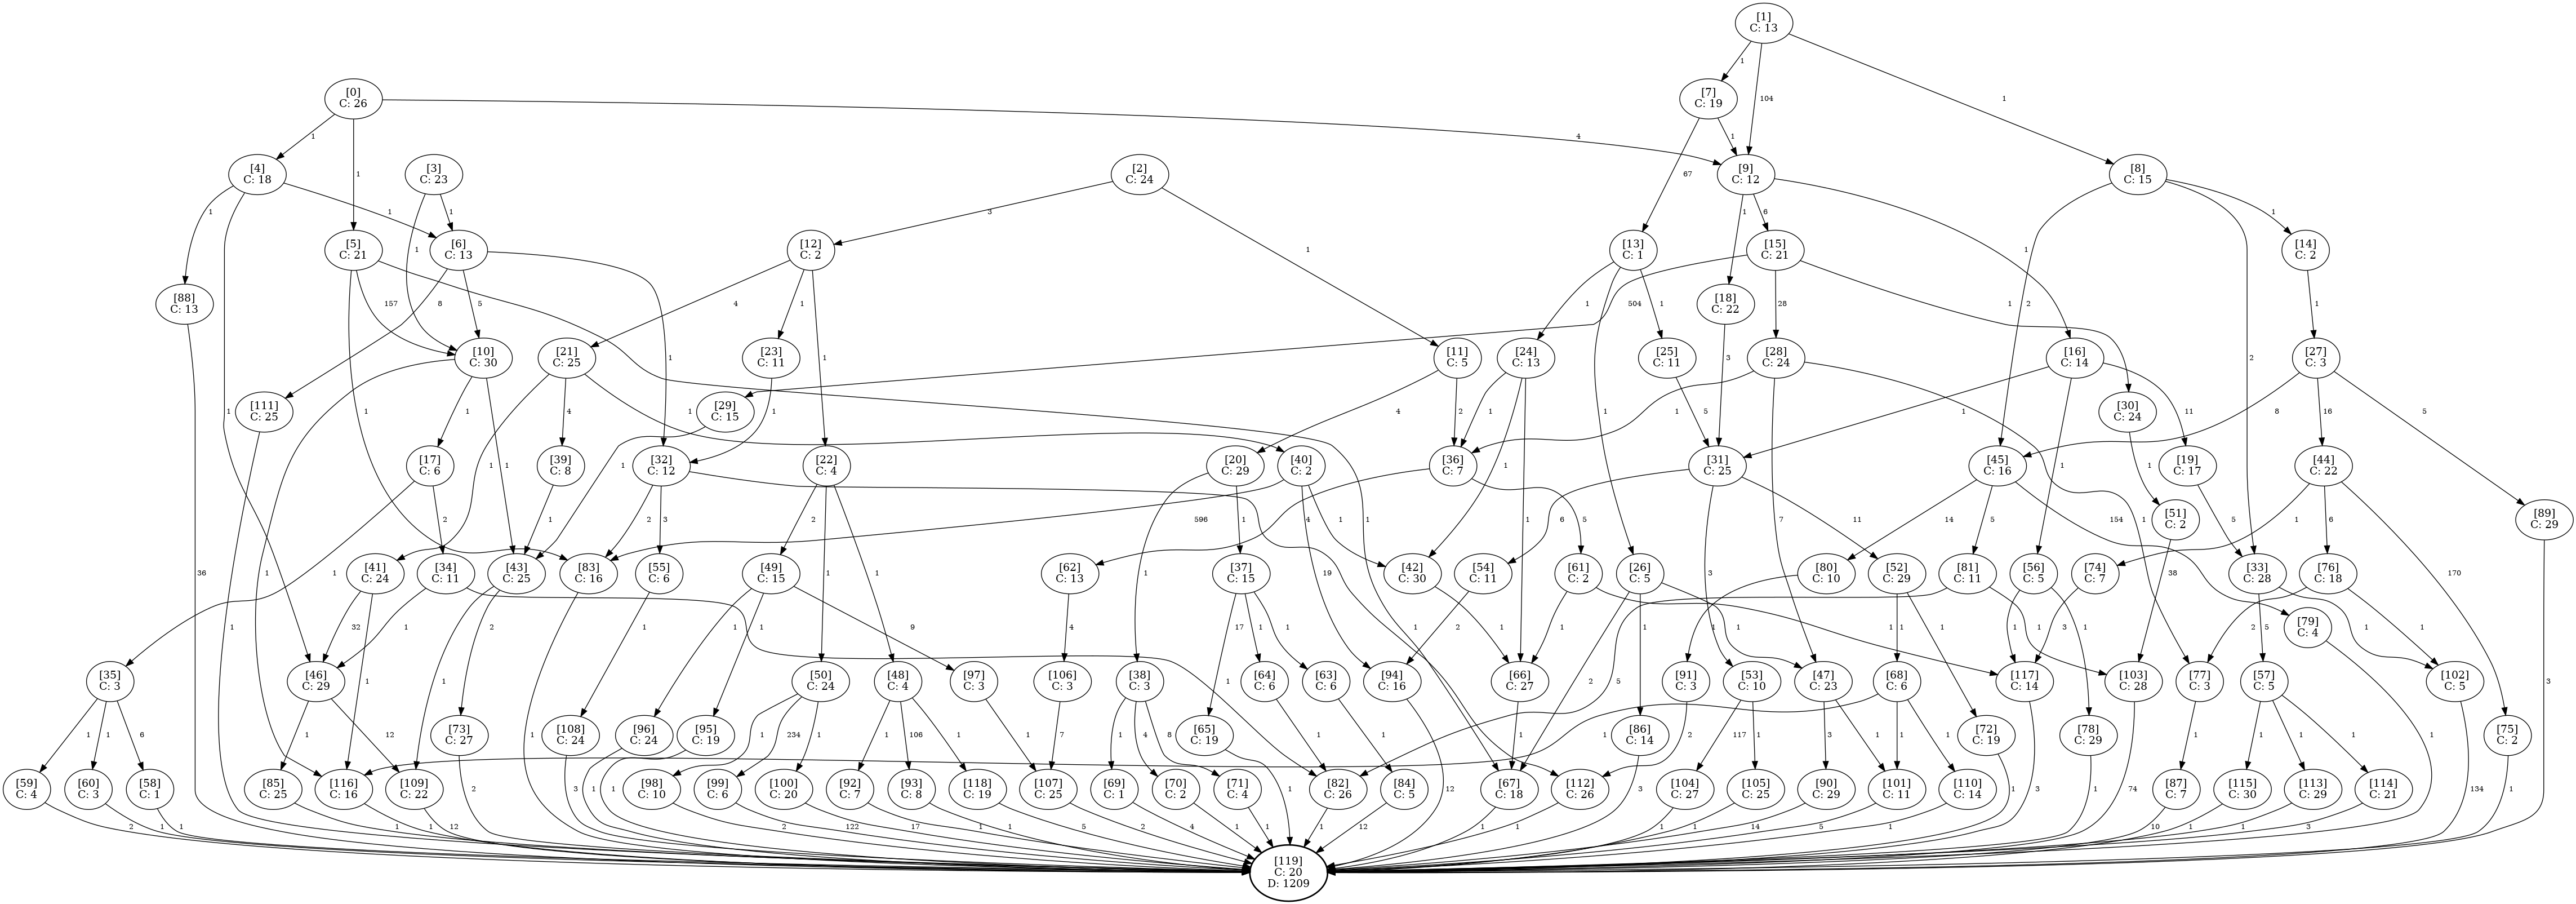 [1]
C: 13
1
104
1
[0]
C: 26
[7]
C: 19
1
1
4
67
1
[4]
C: 18
[3]
C: 23
[2]
C: 24
[9]
C: 12
[8]
C: 15
1
1
1
1
1
3
1
1
6
1
2
2
1
[5]
C: 21
[6]
C: 13
[12]
C: 2
[13]
C: 1
[15]
C: 21
[14]
C: 2
[88]
C: 13
157
8
5
4
1
1
1
1
1
504
28
1
[18]
C: 22
1
[10]
C: 30
[21]
C: 25
[23]
C: 11
[11]
C: 5
[24]
C: 13
[25]
C: 11
[28]
C: 24
[16]
C: 14
[27]
C: 3
[111]
C: 25
1
1
1
1
4
1
1
[29]
C: 15
1
4
2
1
1
1
5
3
1
1
1
11
[30]
C: 24
8
16
5
[17]
C: 6
[39]
C: 8
[32]
C: 12
[22]
C: 4
[20]
C: 29
[40]
C: 2
[36]
C: 7
[31]
C: 25
[45]
C: 16
[19]
C: 17
[44]
C: 22
1
2
1
2
3
2
1
1
596
4
19
1
1
5
1
6
3
11
7
14
5
154
1
1
5
38
1
6
170
[51]
C: 2
[89]
C: 29
36
1
[41]
C: 24
[34]
C: 11
[43]
C: 25
[83]
C: 16
[55]
C: 6
[49]
C: 15
[62]
C: 13
[37]
C: 15
[42]
C: 30
[54]
C: 11
[61]
C: 2
[26]
C: 5
[80]
C: 10
[52]
C: 29
[81]
C: 11
[56]
C: 5
[74]
C: 7
[33]
C: 28
[76]
C: 18
32
1
1
1
2
1
1
1
9
4
1
17
1
1
1
2
1
1
2
1
1
5
1
1
1
1
1
1
3
2
1
5
1
[79]
C: 4
[35]
C: 3
[46]
C: 29
[50]
C: 24
[48]
C: 4
[97]
C: 3
[106]
C: 3
[38]
C: 3
[64]
C: 6
[63]
C: 6
[94]
C: 16
[66]
C: 27
[91]
C: 3
[53]
C: 10
[47]
C: 23
[68]
C: 6
[117]
C: 14
[103]
C: 28
[77]
C: 3
[57]
C: 5
[102]
C: 5
3
1
1
6
1
12
[73]
C: 27
[108]
C: 24
[96]
C: 24
[95]
C: 19
1
234
1
1
106
1
1
7
1
4
8
[65]
C: 19
1
1
1
[86]
C: 14
2
117
1
3
1
1
1
1
[72]
C: 19
[78]
C: 29
1
1
1
1
1
[75]
C: 2
[59]
C: 4
[60]
C: 3
[58]
C: 1
[85]
C: 25
[116]
C: 16
[109]
C: 22
2
1
3
1
1
[98]
C: 10
[99]
C: 6
[100]
C: 20
[92]
C: 7
[93]
C: 8
[118]
C: 19
[107]
C: 25
[69]
C: 1
[70]
C: 2
[71]
C: 4
1
[82]
C: 26
[84]
C: 5
12
[67]
C: 18
[112]
C: 26
3
[104]
C: 27
[105]
C: 25
[90]
C: 29
[101]
C: 11
[110]
C: 14
1
3
1
74
[87]
C: 7
[115]
C: 30
[113]
C: 29
[114]
C: 21
134
1
2
1
1
1
1
12
2
122
17
1
1
5
2
4
1
1
1
12
1
1
1
1
14
5
1
10
1
1
3
[119]
C: 20
D: 1209